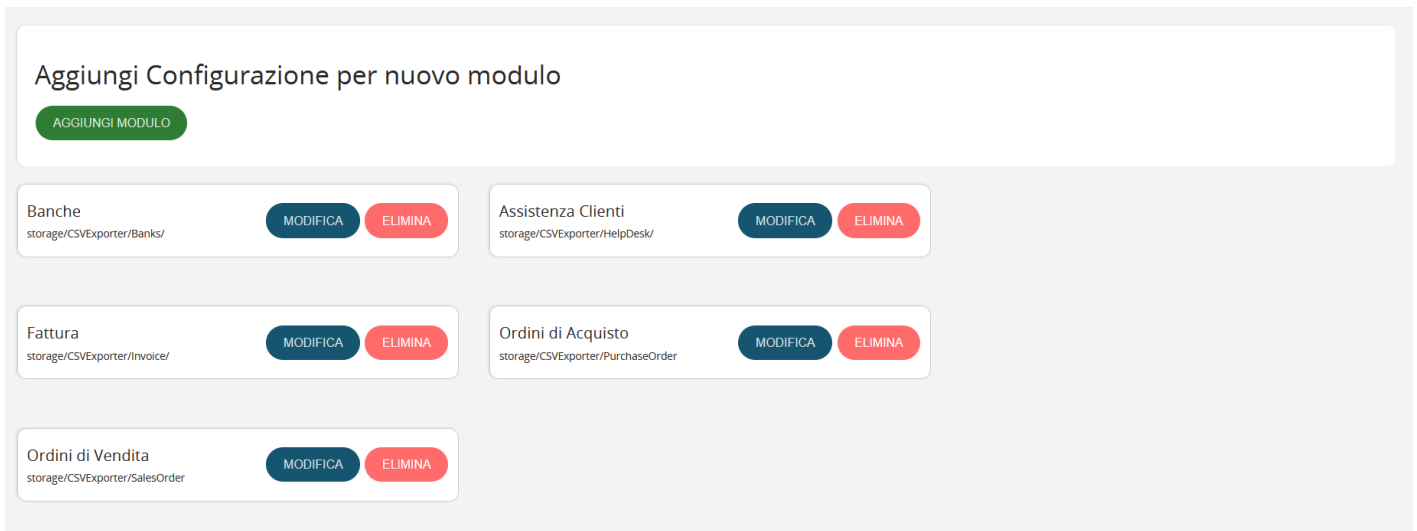 Aggiungi Configurazione per nuovo modulo
AGGIUNGI MODULO
Banche
storage/CSVExporter/Banks/
MODIFICA
ELIMINA
Assistenza Clienti
storage/CSVExporter/HelpDesk/
MODIFICA
ELIMINA
Fattura
storage/CSVExporter/Invoice/
MODIFICA
ELIMINA
Ordini di Acquisto
storage/CSVExporter/PurchaseOrder
MODIFICA
ELIMINA
Ordini di Vendita
storage/CSVExporter/SalesOrder
MODIFICA
ELIMINA